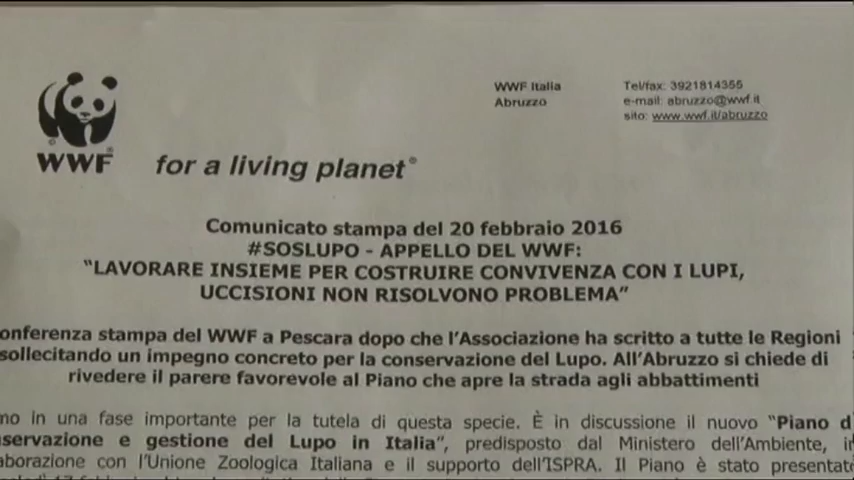 WWF Italia
Abruzzo
Tel/fax: 3921814355
e-mail: abruzzo@wwf.it
sito: www.wwf.it/abruzzo
WWF
for a living planet®
Comunicato stampa del 20 febbraio 2016
#SOSLUPO - APPELLO DEL WWF:
“LAVORARE INSIEME PER COSTRUIRE CONVIVENZA CON I LUPI,
UCCISIONI NON RISOLVONO PROBLEMA”
onferenza stampa del WWF a Pescara dopo che l’Associazione ha scritto a tutte le Regioni
sollecitando un impegno concreto per la conservazione del Lupo. All’Abruzzo si chiede di
rivedere il parere favorevole al Piano che apre la strada agli abbattimenti
mo in una fase importante per la tutela di questa specie. È in discussione il nuovo “Piano d
servazione e gestione del Lupo in Italia”, predisposto dal Ministero dell’Ambiente, in
aborazione con l’Unione Zoologica Italiana e il supporto dell’ISPRA. Il Piano è stato presentato